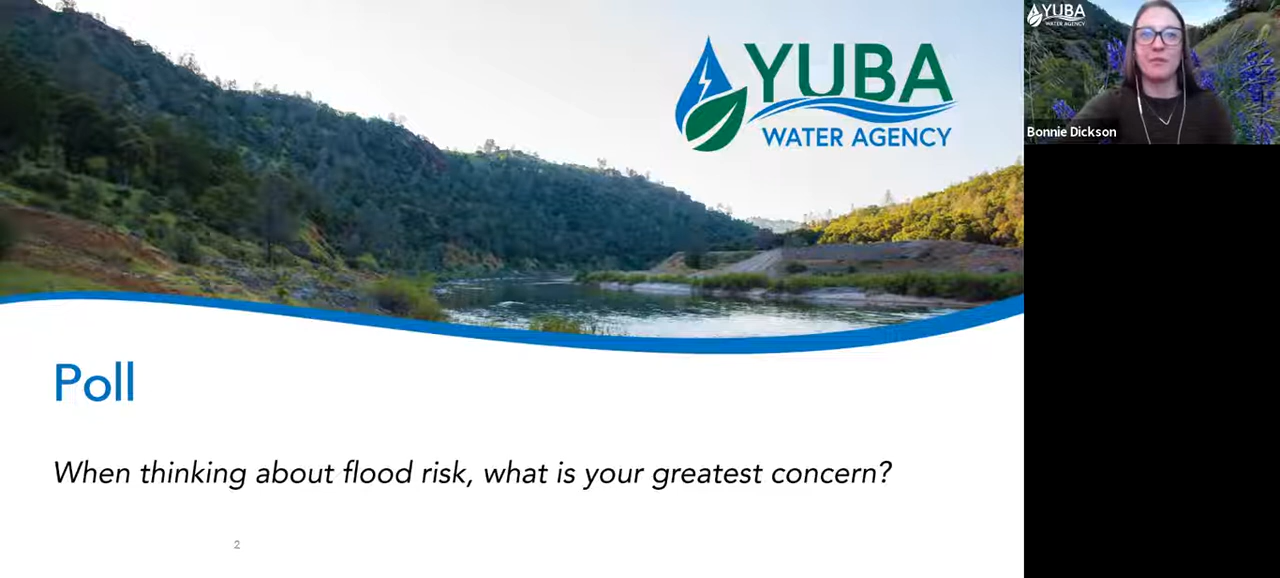 YUBA
WATER AGENCY
YUBA
WATER AGENCY
Bonnie Dickson
Poll
When thinking about flood risk, what is your greatest concern?
2